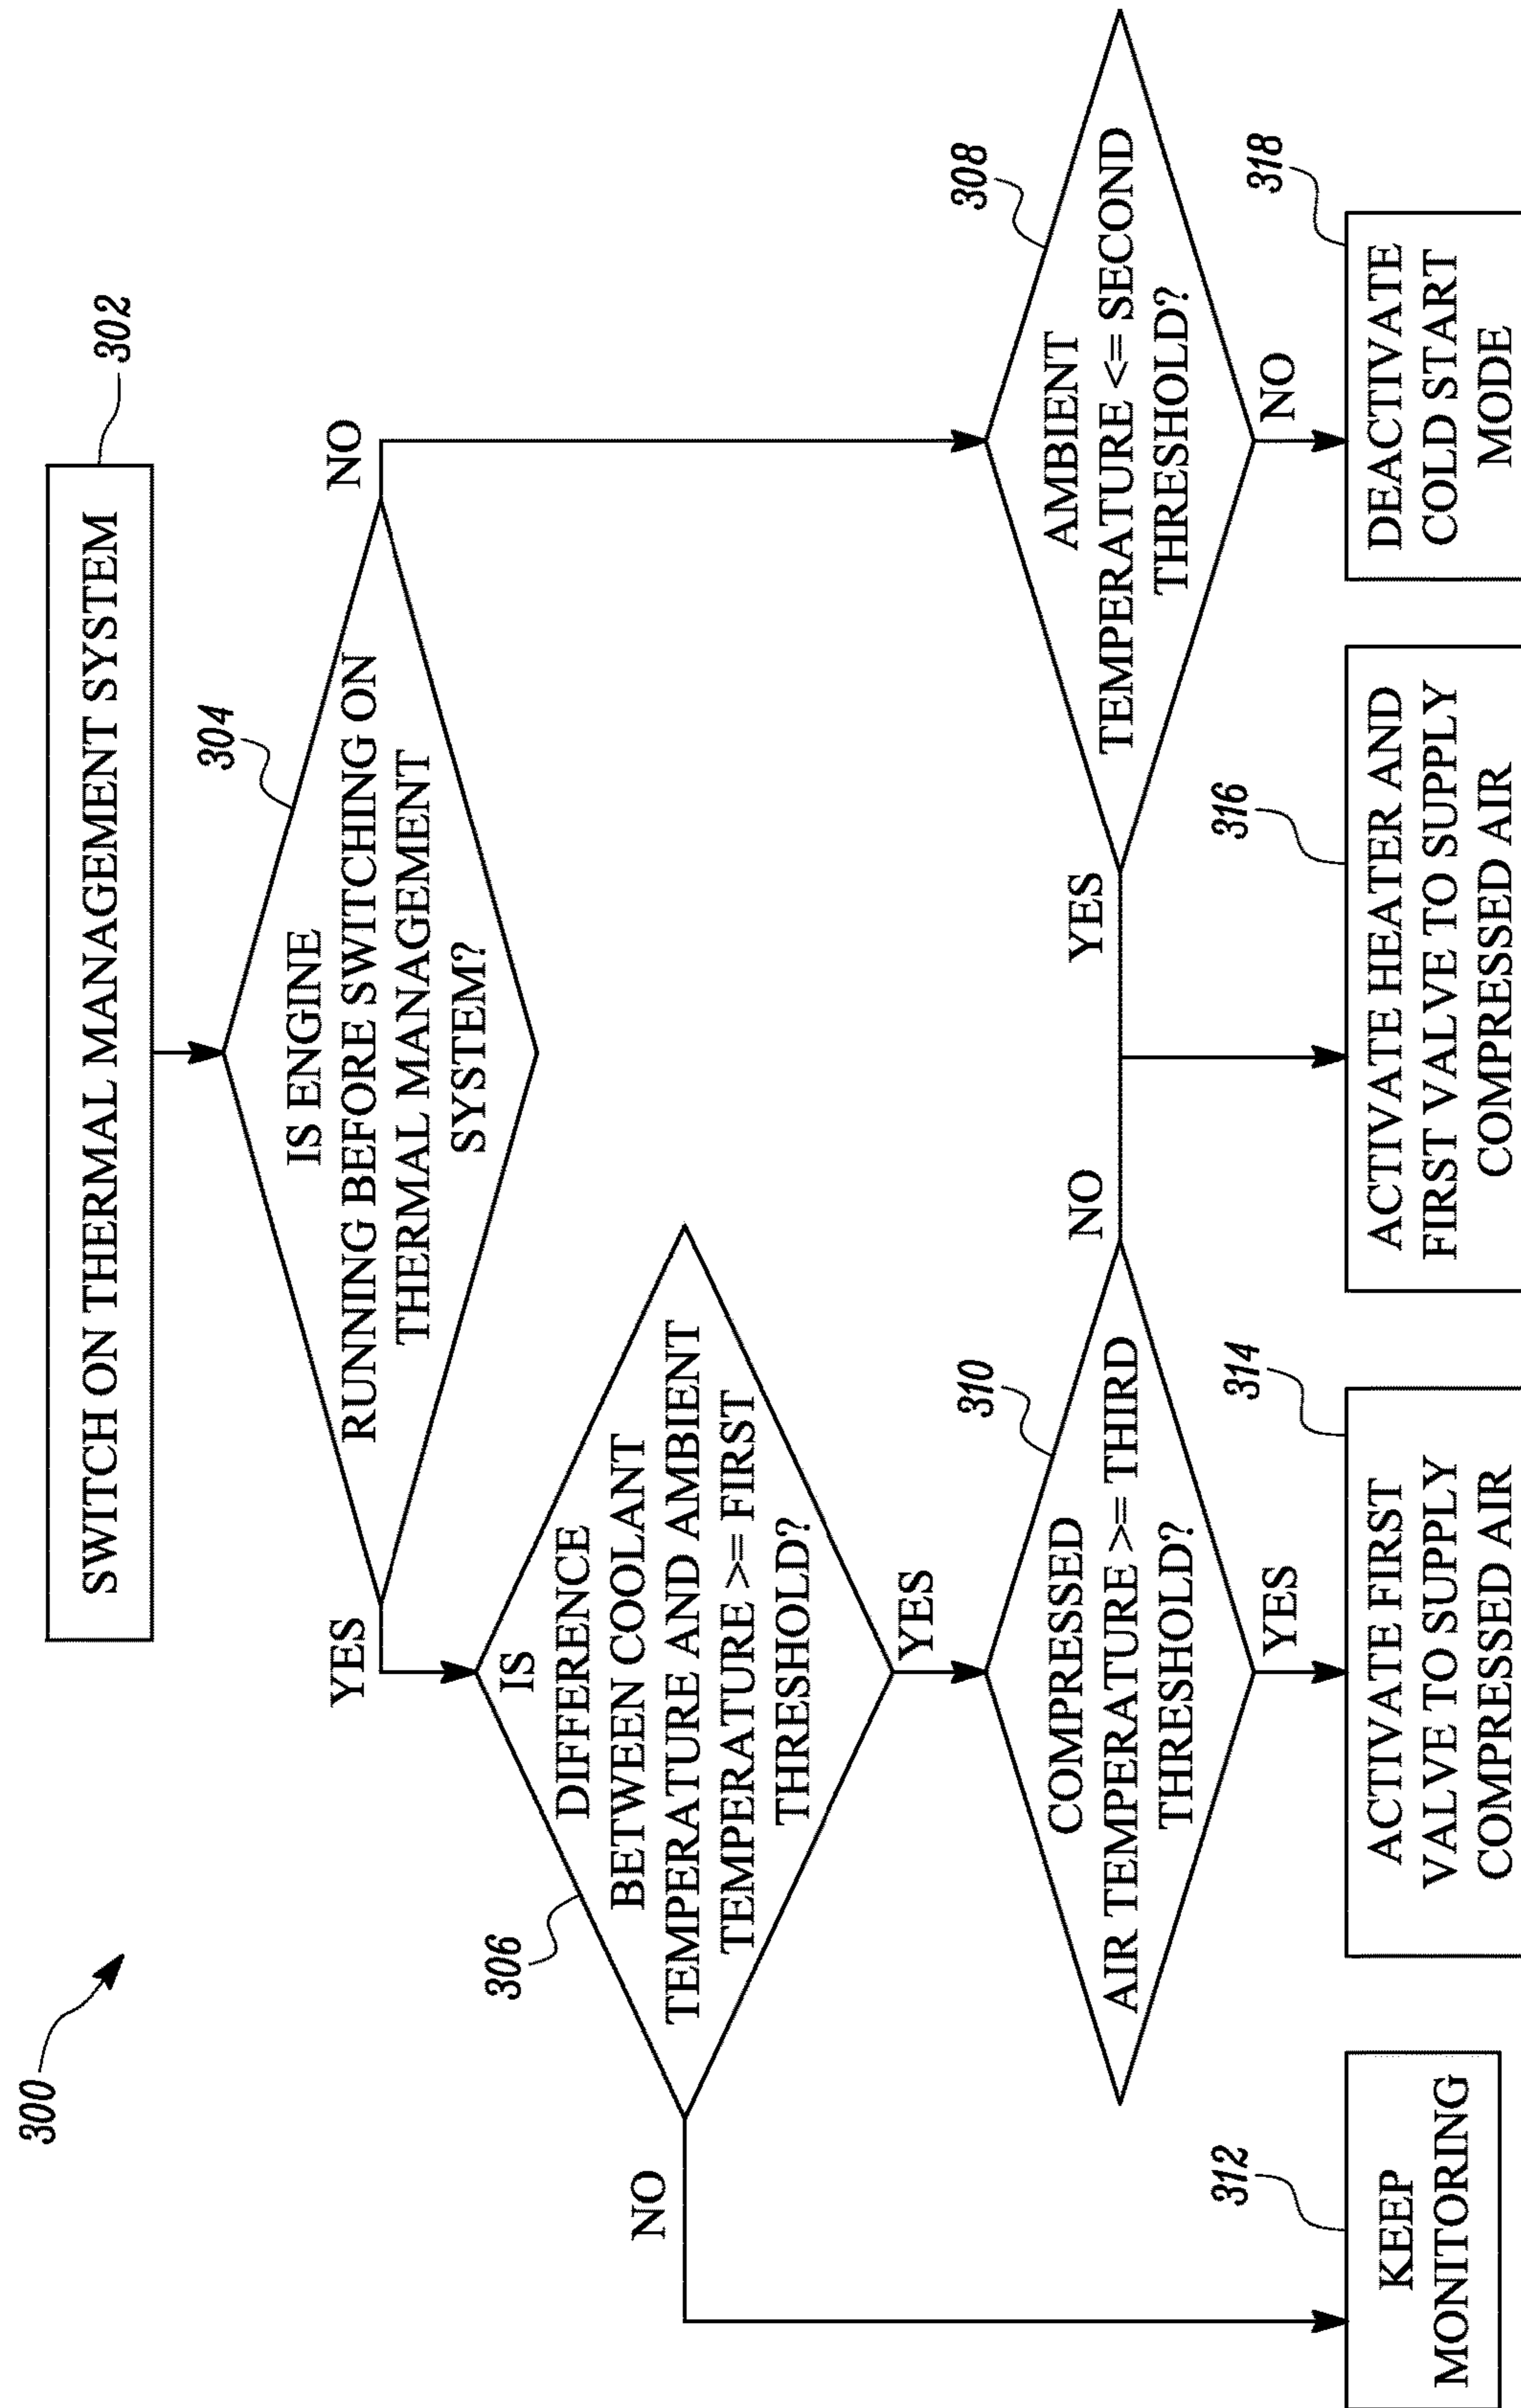 300
SWITCH ON THERMAL MANAGEMENT SYSTEM
302
304
IS ENGINE
RUNNING BEFORE SWITCHING ON
THERMAL MANAGEMENT
SYSTEM?
YES
NO
306
IS
DIFFERENCE
BETWEEN COOLANT
TEMPERATURE AND AMBIENT
TEMPERATURE >= FIRST
THRESHOLD?
NO
YES
310
COMPRESSED
AIR TEMPERATURE >= THIRD
THRESHOLD?
NO
YES
308
AMBIENT
TEMPERATURE <= SECOND
THRESHOLD?
YES
NO
312
KEEP
MONITORING
314
ACTIVATE FIRST
VALVE TO SUPPLY
COMPRESSED AIR
316
ACTIVATE HEATER AND
FIRST VALVE TO SUPPLY
COMPRESSED AIR
318
DEACTIVATE
COLD START
MODE